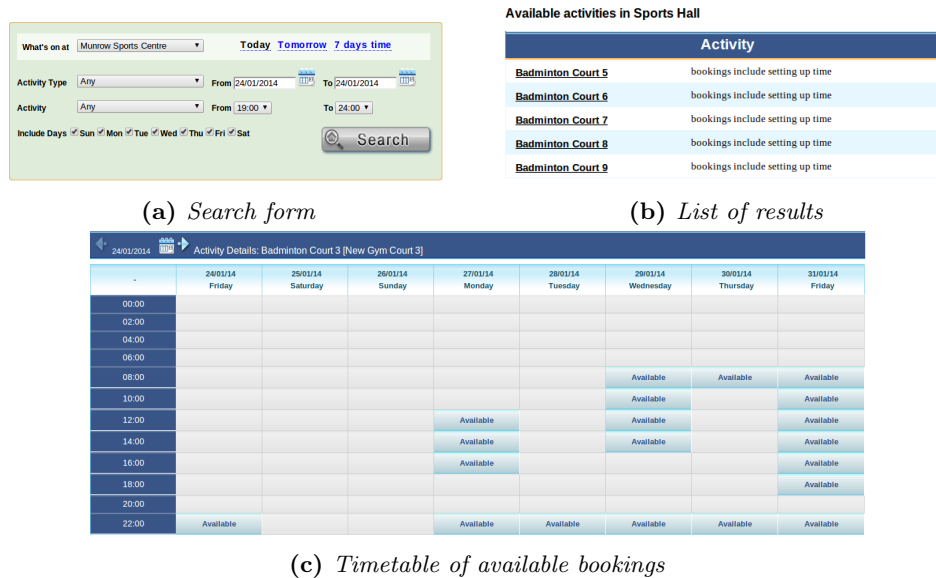 What's on at Munrow Sports Centre Today Tomorrow 7 days time
Activity Type Any From 24/01/2014 To 24/01/2014
Activity Any From 19:00 To 24:00
Include Days Sun Mon Tue Wed Thu Fri Sat
Search
(a) Search form
Available activities in Sports Hall
Activity
Badminton Court 5 bookings include setting up time
Badminton Court 6 bookings include setting up time
Badminton Court 7 bookings include setting up time
Badminton Court 8 bookings include setting up time
Badminton Court 9 bookings include setting up time
(b) List of results
24/01/2014 Activity Details: Badminton Court 3 [New Gym Court 3]
- 24/01/14 25/01/14 26/01/14 27/01/14 28/01/14 29/01/14 30/01/14 31/01/14
Friday Saturday Sunday Monday Tuesday Wednesday Thursday Friday
00:00
02:00
04:00
06:00
08:00 Available Available Available
10:00 Available Available
12:00 Available Available Available
14:00 Available Available Available
16:00 Available Available
18:00 Available
20:00
22:00 Available Available Available Available Available Available
(c) Timetable of available bookings